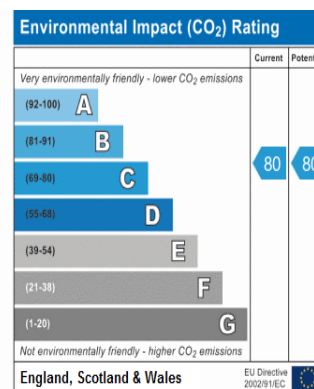 Environmental Impact (CO₂) Rating
Current Potent
Very environmentally friendly - lower CO₂ emissions
(92-100) A
(81-91) B
(69-80) C
80 80
(55-68) D
(39-54) E
(21-38) F
(1-20) G
Not environmentally friendly - higher CO₂ emissions
England, Scotland & Wales
EU Directive
2002/91/EC